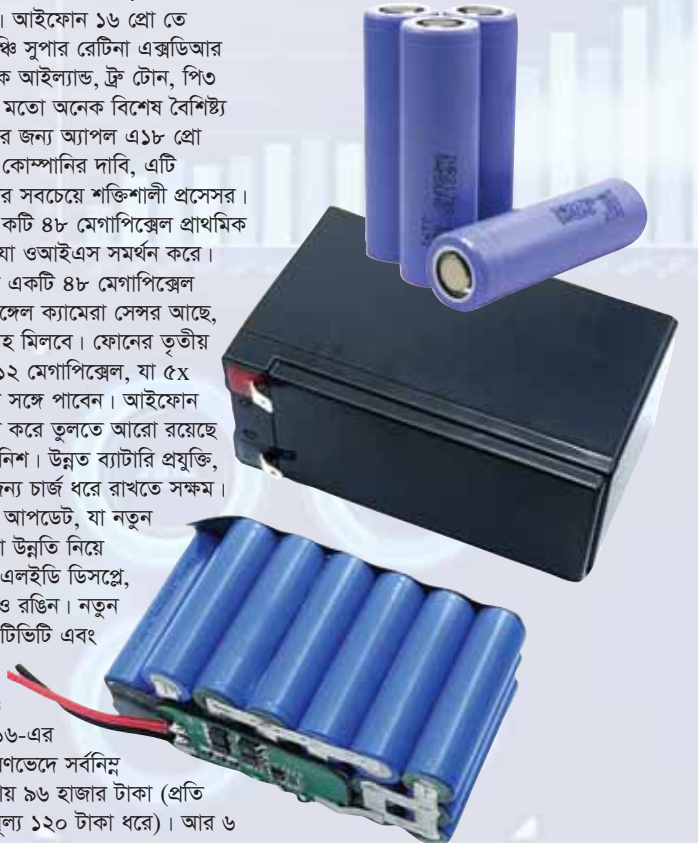 । আইফোন ১৬ প্রো তে
ঞ্চি সুপার রেটিনা এক্সডিআর
ক আইল্যান্ড, ট্রু টোন, পি৩
মতো অনেক বিশেষ বৈশিষ্ট্য
র জন্য অ্যাপল এ১৮ প্রো
কোম্পানির দাবি, এটি
র সবচেয়ে শক্তিশালী প্রসেসর।
কটি ৪৮ মেগাপিক্সেল প্রাথমিক
যা ওআইএস সমর্থন করে।
একটি ৪৮ মেগাপিক্সেল
ঙ্গেল ক্যামেরা সেন্সর আছে,
হ মিলবে। ফোনের তৃতীয়
১২ মেগাপিক্সেল, যা ৫x
সঙ্গে পাবেন। আইফোন
করে তুলতে আরো রয়েছে
নিশ। উন্নত ব্যাটারি প্রযুক্তি,
জন্য চার্জ ধরে রাখতে সক্ষম।
আপডেট, যা নতুন
া উন্নতি নিয়ে
এলইডি ডিসপ্লে,
ও রঙিন। নতুন
টিভিটি এবং
১৬-এর
ণভেদে সর্বনিম্ন
ায় ৯৬ হাজার টাকা (প্রতি
মূল্য ১২০ টাকা ধরে)। আর ৬